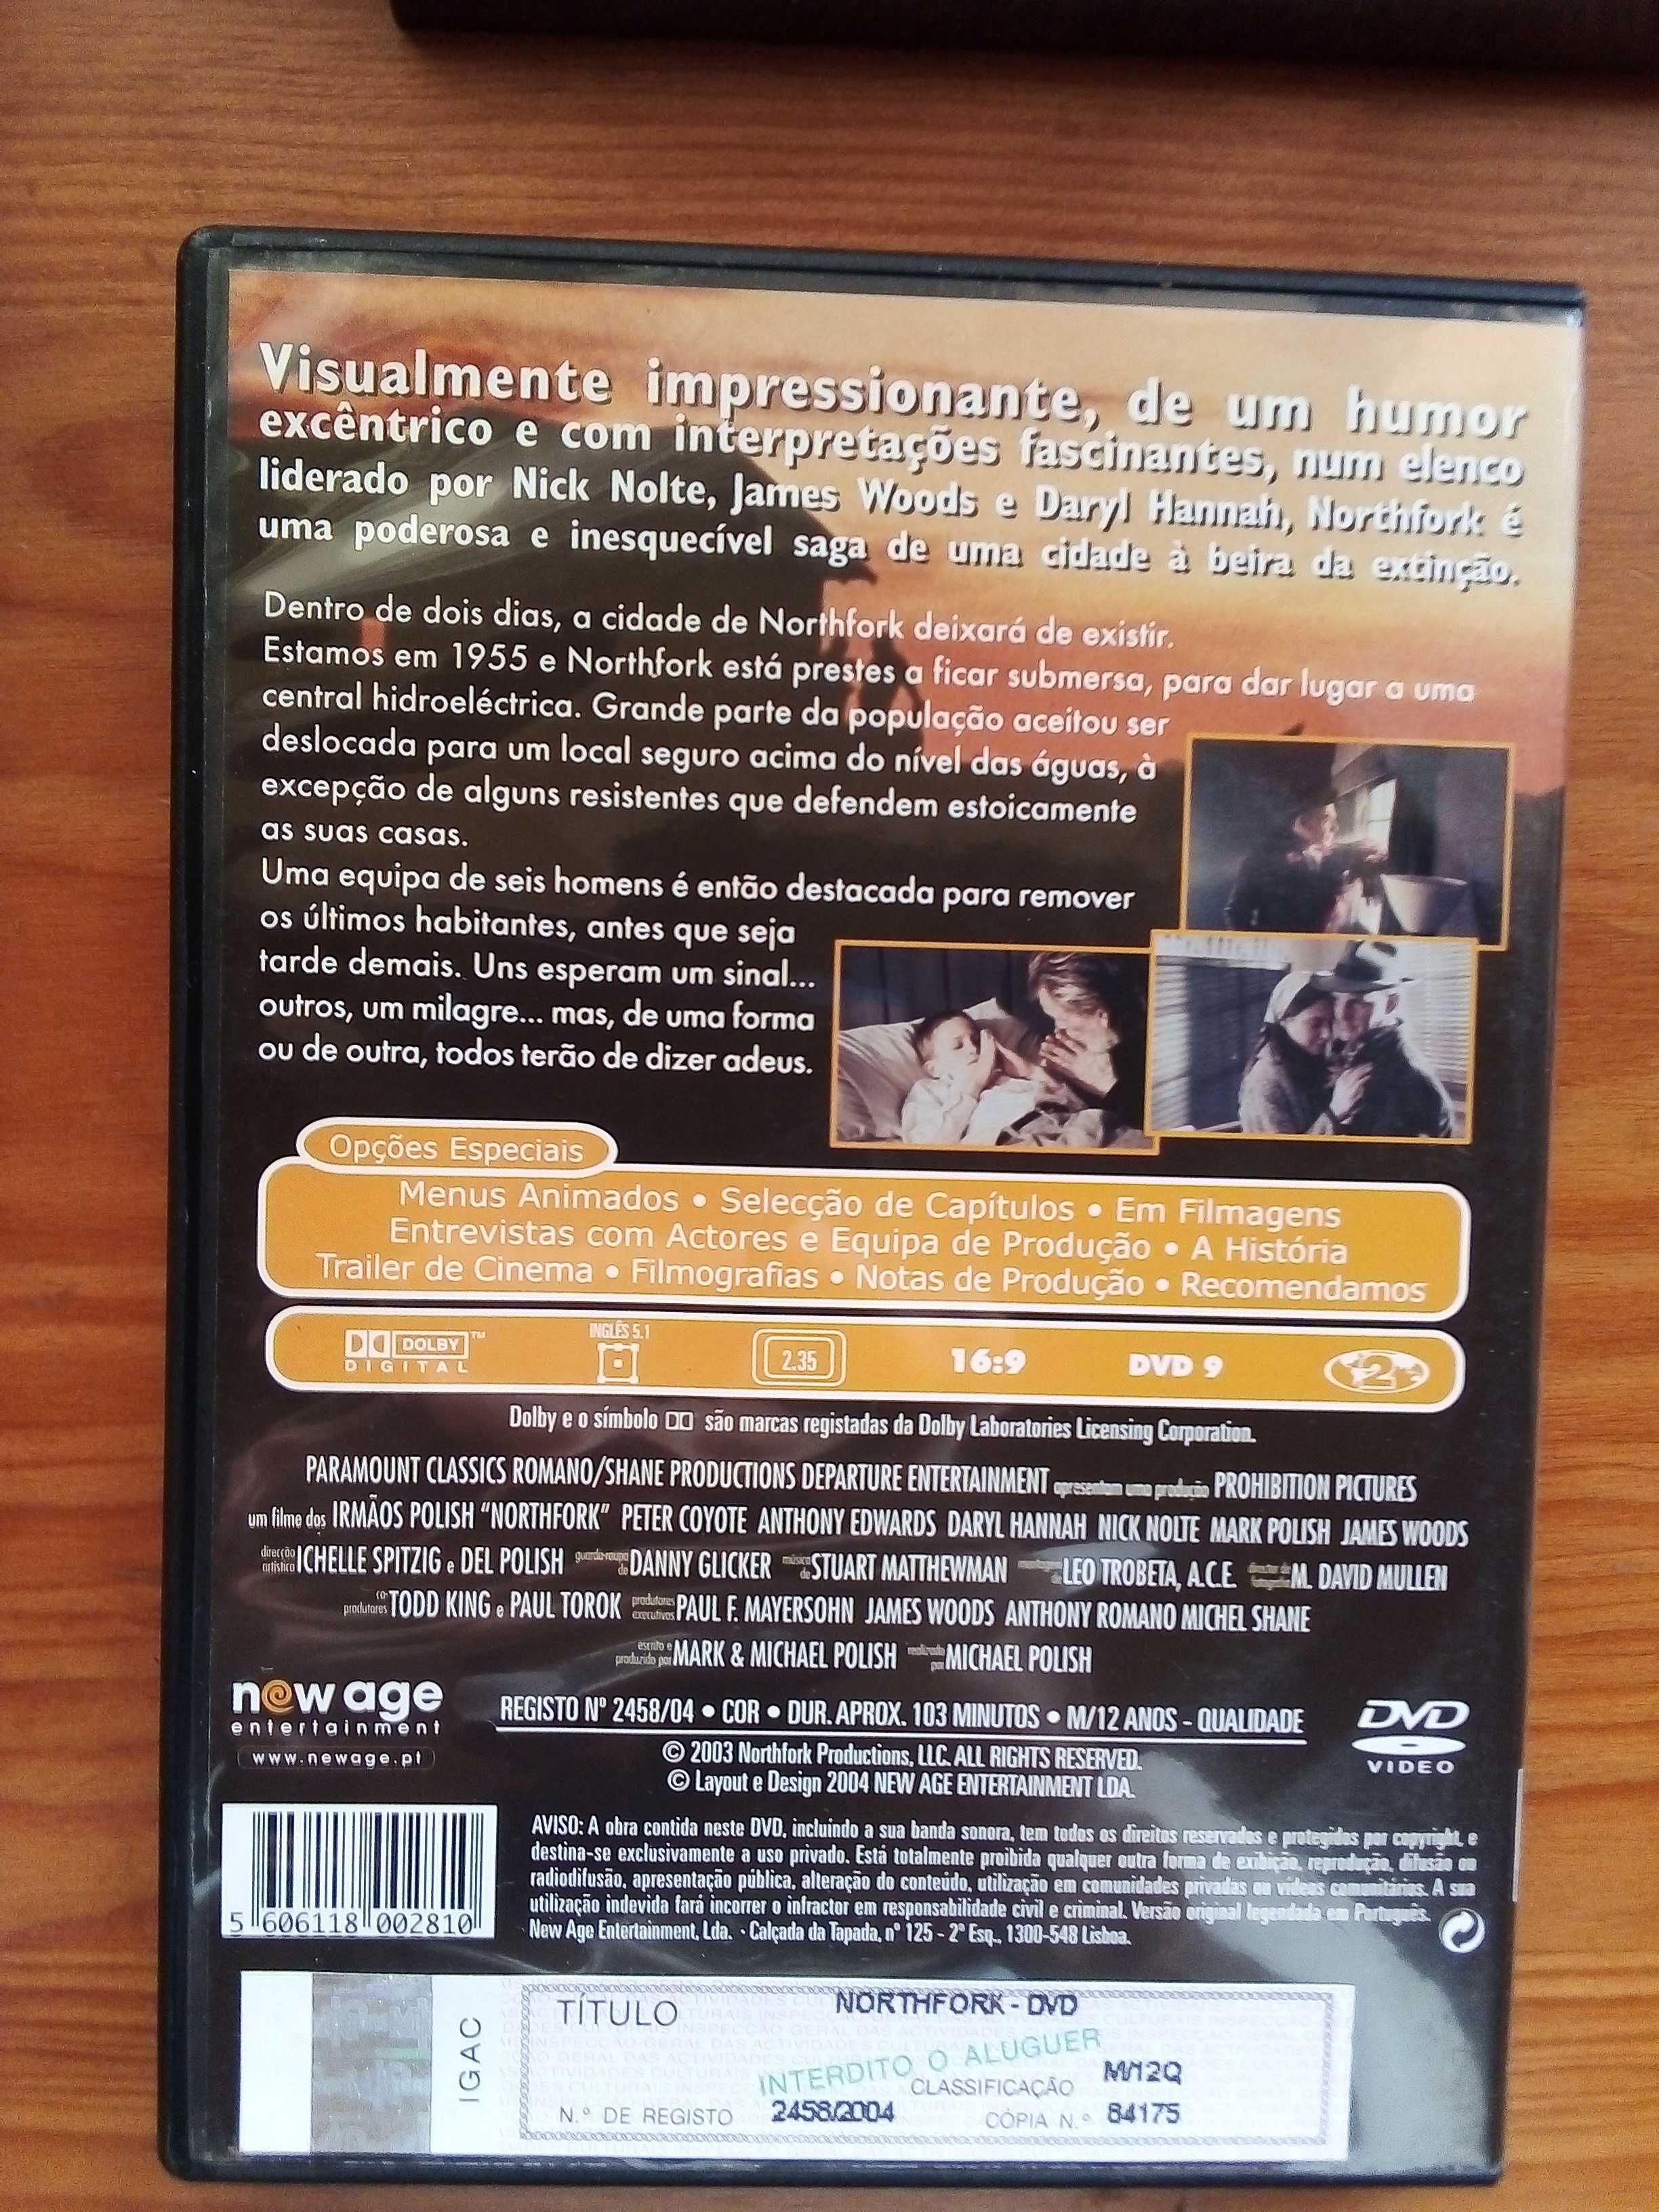 Visualmente impressionante, de um humor
excêntrico e com interpretações fascinantes, num elenco
liderado por Nick Nolte, James Woods e Daryl Hannah, Northfork é
uma poderosa e inesquecível saga de uma cidade à beira da extinção.
Dentro de dois dias, a cidade de Northfork deixará de existir.
Estamos em 1955 e Northfork está prestes a ficar submersa, para dar lugar a uma
central hidroeléctrica. Grande parte da população aceitou ser
deslocada para um local seguro acima do nível das águas, à
excepção de alguns resistentes que defendem estoicamente
as suas casas.
Uma equipa de seis homens é então destacada para remover
os últimos habitantes, antes que seja
tarde demais. Uns esperam um sinal...
outros, um milagre... mas, de uma forma
ou de outra, todos terão de dizer adeus.
Opções Especiais
Menus Animados • Selecção de Capítulos • Em Filmagens
Entrevistas com Actores e Equipa de Produção • A História
Trailer de Cinema • Filmografias • Notas de Produção • Recomendamos
DOLBY™
DIGITAL
INGLÊS 5.1
2.35
16:9
DVD 9
2
Dolby e o símbolo são marcas registadas da Dolby Laboratories Licensing Corporation.
PARAMOUNT CLASSICS ROMANO/SHANE PRODUCTIONS DEPARTURE ENTERTAINMENT apresentam uma produção PROHIBITION PICTURES
um filme dos IRMÃOS POLISH "NORTHFORK" PETER COYOTE ANTHONY EDWARDS DARYL HANNAH NICK NOLTE MARK POLISH JAMES WOODS
direcção artística ICHELLE SPITZIG e DEL POLISH guarda-roupa de DANNY GLICKER música de STUART MATTHEWMAN montagem de LEO TROBETA, A.C.E. M. DAVID MULLEN
co-produtores TODD KING e PAUL TOROK produtores executivos PAUL F. MAYERSOHN JAMES WOODS ANTHONY ROMANO MICHEL SHANE
escrito e produzido por MARK & MICHAEL POLISH realizado por MICHAEL POLISH
new age
entertainment
www.newage.pt
REGISTO Nº 2458/04 • COR • DUR. APROX. 103 MINUTOS • M/12 ANOS - QUALIDADE
© 2003 Northfork Productions, LLC. ALL RIGHTS RESERVED.
© Layout e Design 2004 NEW AGE ENTERTAINMENT LDA.
DVD
VIDEO
AVISO: A obra contida neste DVD, incluindo a sua banda sonora, tem todos os direitos reservados e protegidos por copyright, e
destina-se exclusivamente a uso privado. Está totalmente proibida qualquer outra forma de exibição, reprodução, difusão ou
radiodifusão, apresentação pública, alteração do conteúdo, utilização em comunidades privadas ou vídeos comunitários. A sua
utilização indevida fará incorrer o infractor em responsabilidade civil e criminal. Versão original legendada em Português.
New Age Entertainment, Lda. · Calçada da Tapada, nº 125 - 2º Esq., 1300-548 Lisboa.
5 606118 002810
IGAC
TÍTULO NORTHFORK - DVD
INTERDITO O ALUGUER
CLASSIFICAÇÃO M/12Q
N.º DE REGISTO 2458/2004 CÓPIA N.º 84175